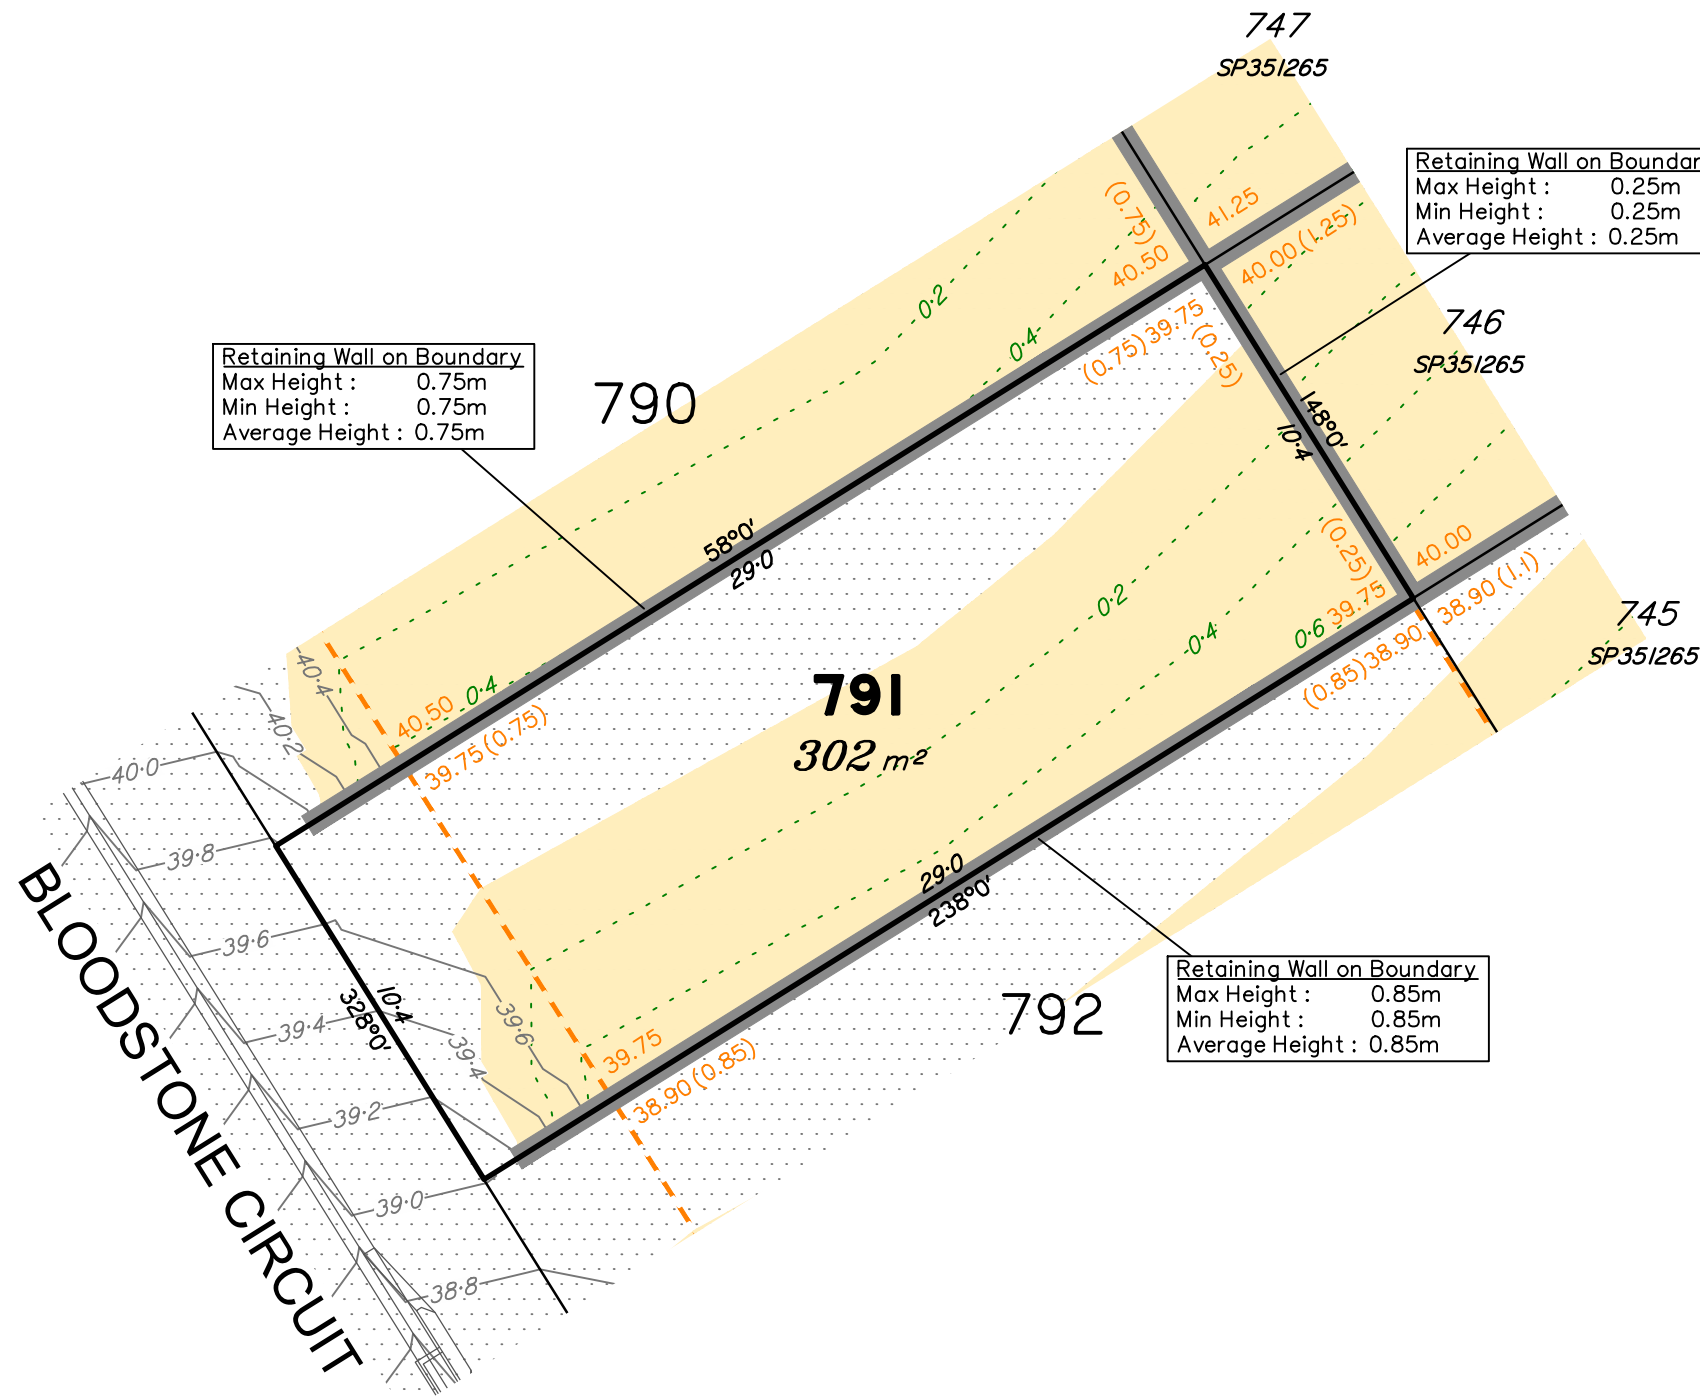 747
SP351265
Retaining Wall on Boundar
Max Height : 0.25m
Min Height : 0.25m
Average Height : 0.25m
(0.75)
40.50
41.25
40.00 (1.25)
0·2
0·4
(0.75) 39.75
(0.25)
746
SP351265
Retaining Wall on Boundary
Max Height : 0.75m
Min Height : 0.75m
Average Height : 0.75m
790
148°0'
10·4
58°0'
29·0
(0.25)
39.75
40.00
38.90 (1.1)
0·2
0·4
0·6
(0.85) 38.90
745
SP351265
40·4
40·2
40·0
40.50
0·4
39.75 (0.75)
791
302 m²
39·8
39·6
39·4
39·2
39·0
38·8
10·4
328°0'
39·6
39·4
29·0
238°0'
39.75
38.90 (0.85)
792
Retaining Wall on Boundary
Max Height : 0.85m
Min Height : 0.85m
Average Height : 0.85m
BLOODSTONE CIRCUIT